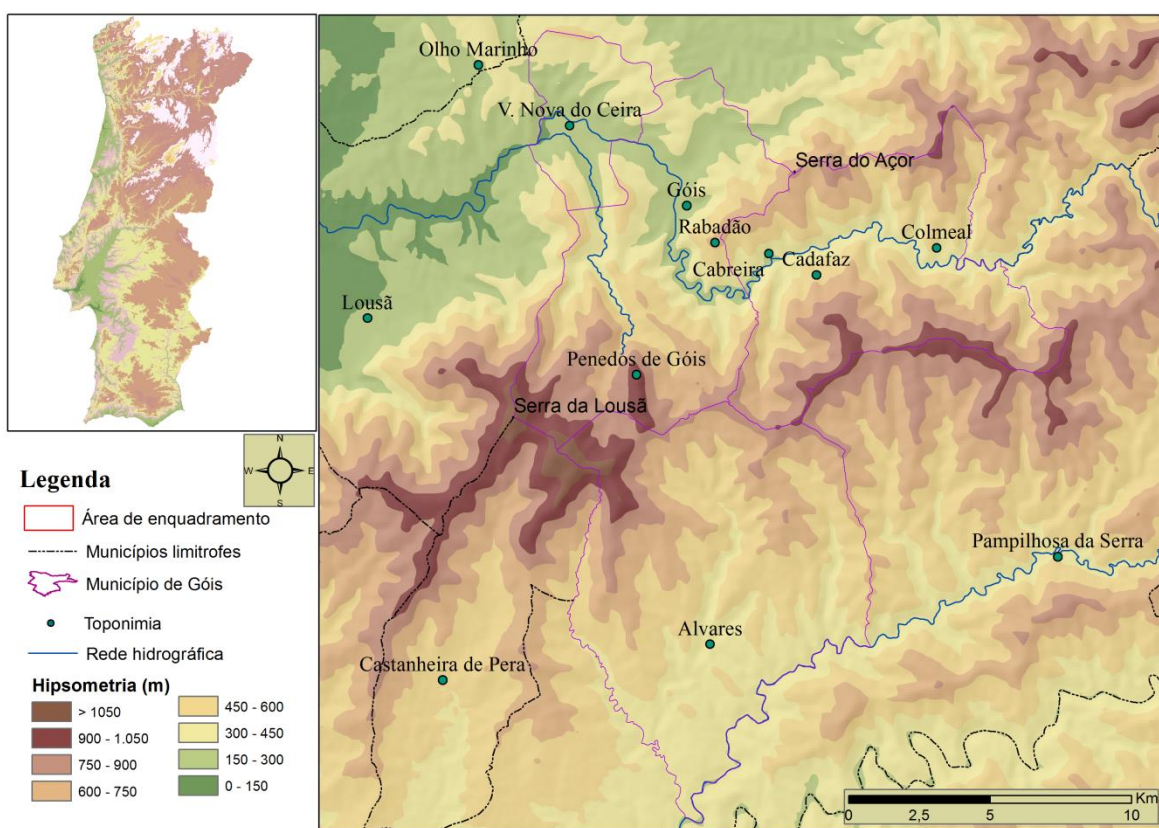 Olho Marinho
V. Nova do Ceira
Serra do Açor
Góis
Rabadão
Colmeal
Cabreira
Cadafaz
Lousã
Penedos de Góis
Serra da Lousã
Pampilhosa da Serra
Alvares
Castanheira de Pera
Km
0 2,5 5 10
N
W E
S
Legenda
Área de enquadramento
Municípios limitrofes
Município de Góis
Toponimia
Rede hidrográfica
Hipsometria (m)
> 1050
900 - 1.050
750 - 900
600 - 750
450 - 600
300 - 450
150 - 300
0 - 150